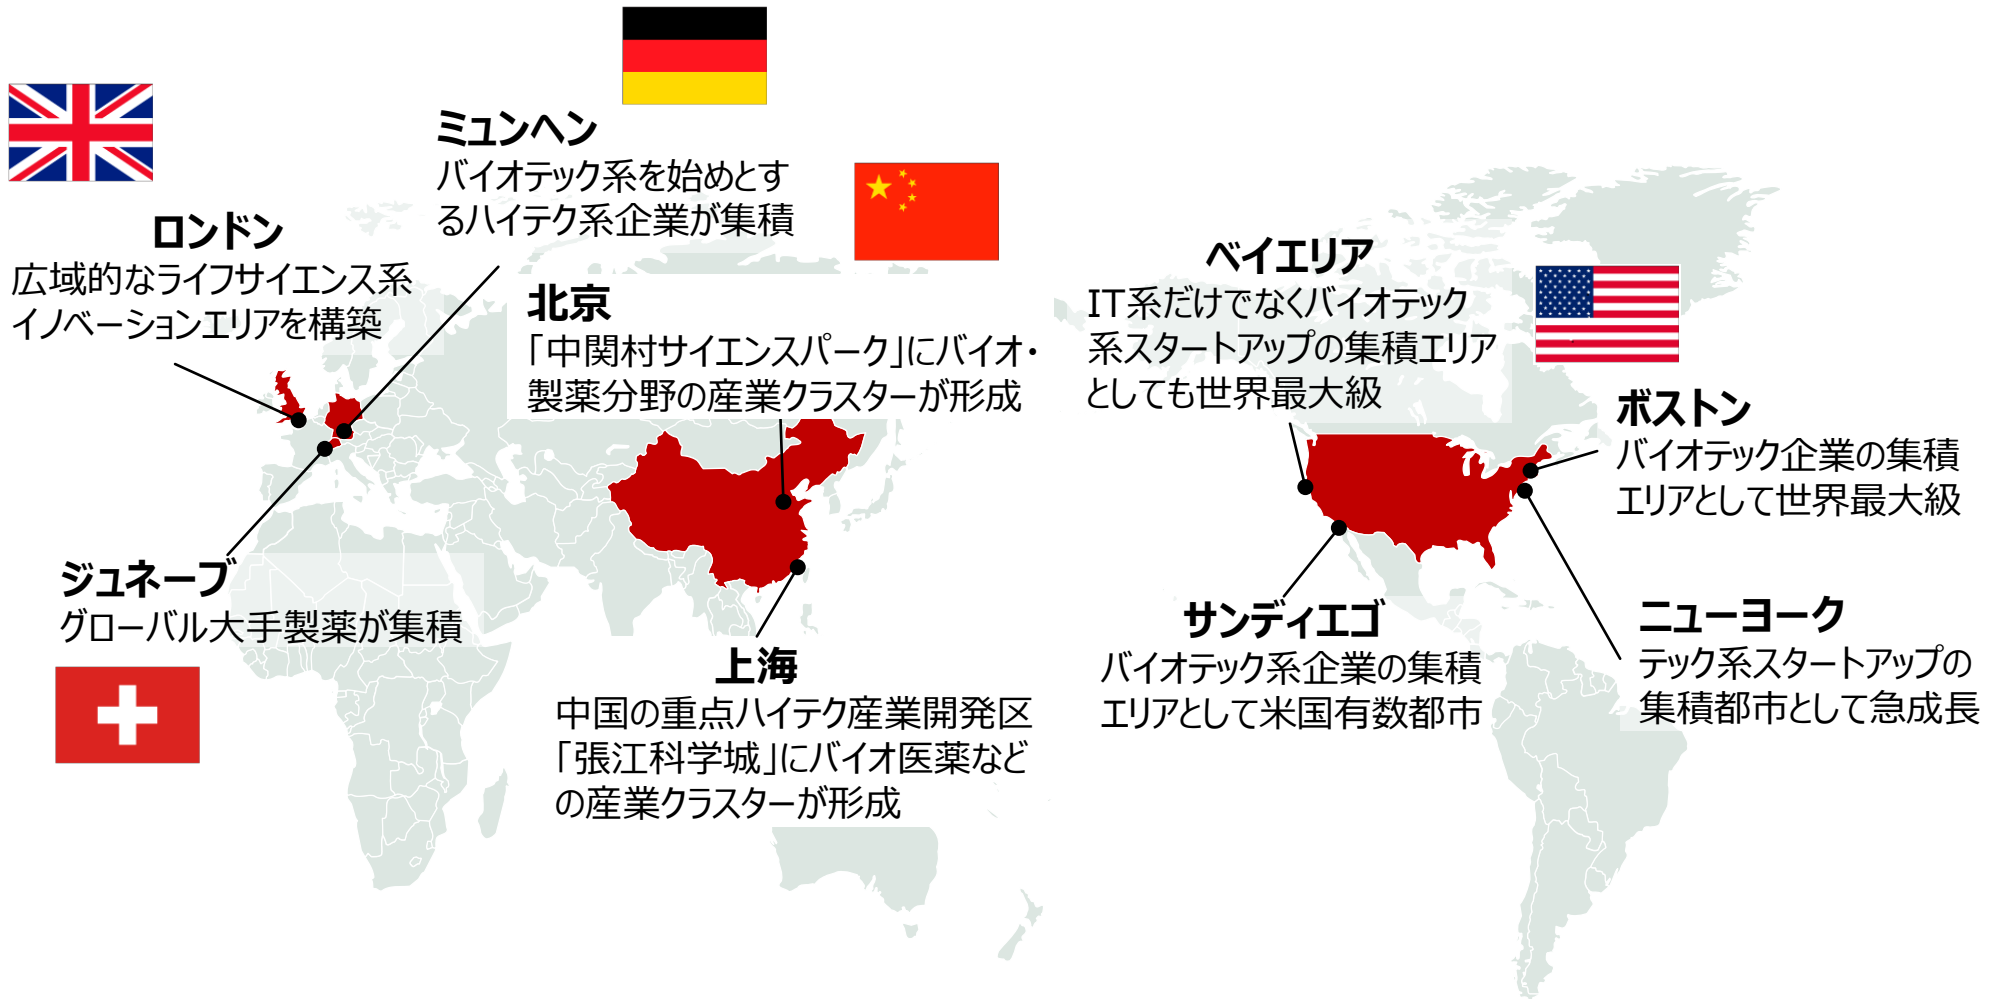 ミュンヘン
バイオテック系を始めとす
るハイテク系企業が集積
ロンドン
広域的なライフサイエンス系
イノベーションエリアを構築
北京
「中関村サイエンスパーク」にバイオ・
製薬分野の産業クラスターが形成
ジュネーブ
グローバル大手製薬が集積
上海
中国の重点ハイテク産業開発区
「張江科学城」にバイオ医薬など
の産業クラスターが形成
ベイエリア
IT系だけでなくバイオテック
系スタートアップの集積エリア
としても世界最大級
ボストン
バイオテック企業の集積
エリアとして世界最大級
サンディエゴ
バイオテック系企業の集積
エリアとして米国有数都市
ニューヨーク
テック系スタートアップの
集積都市として急成長